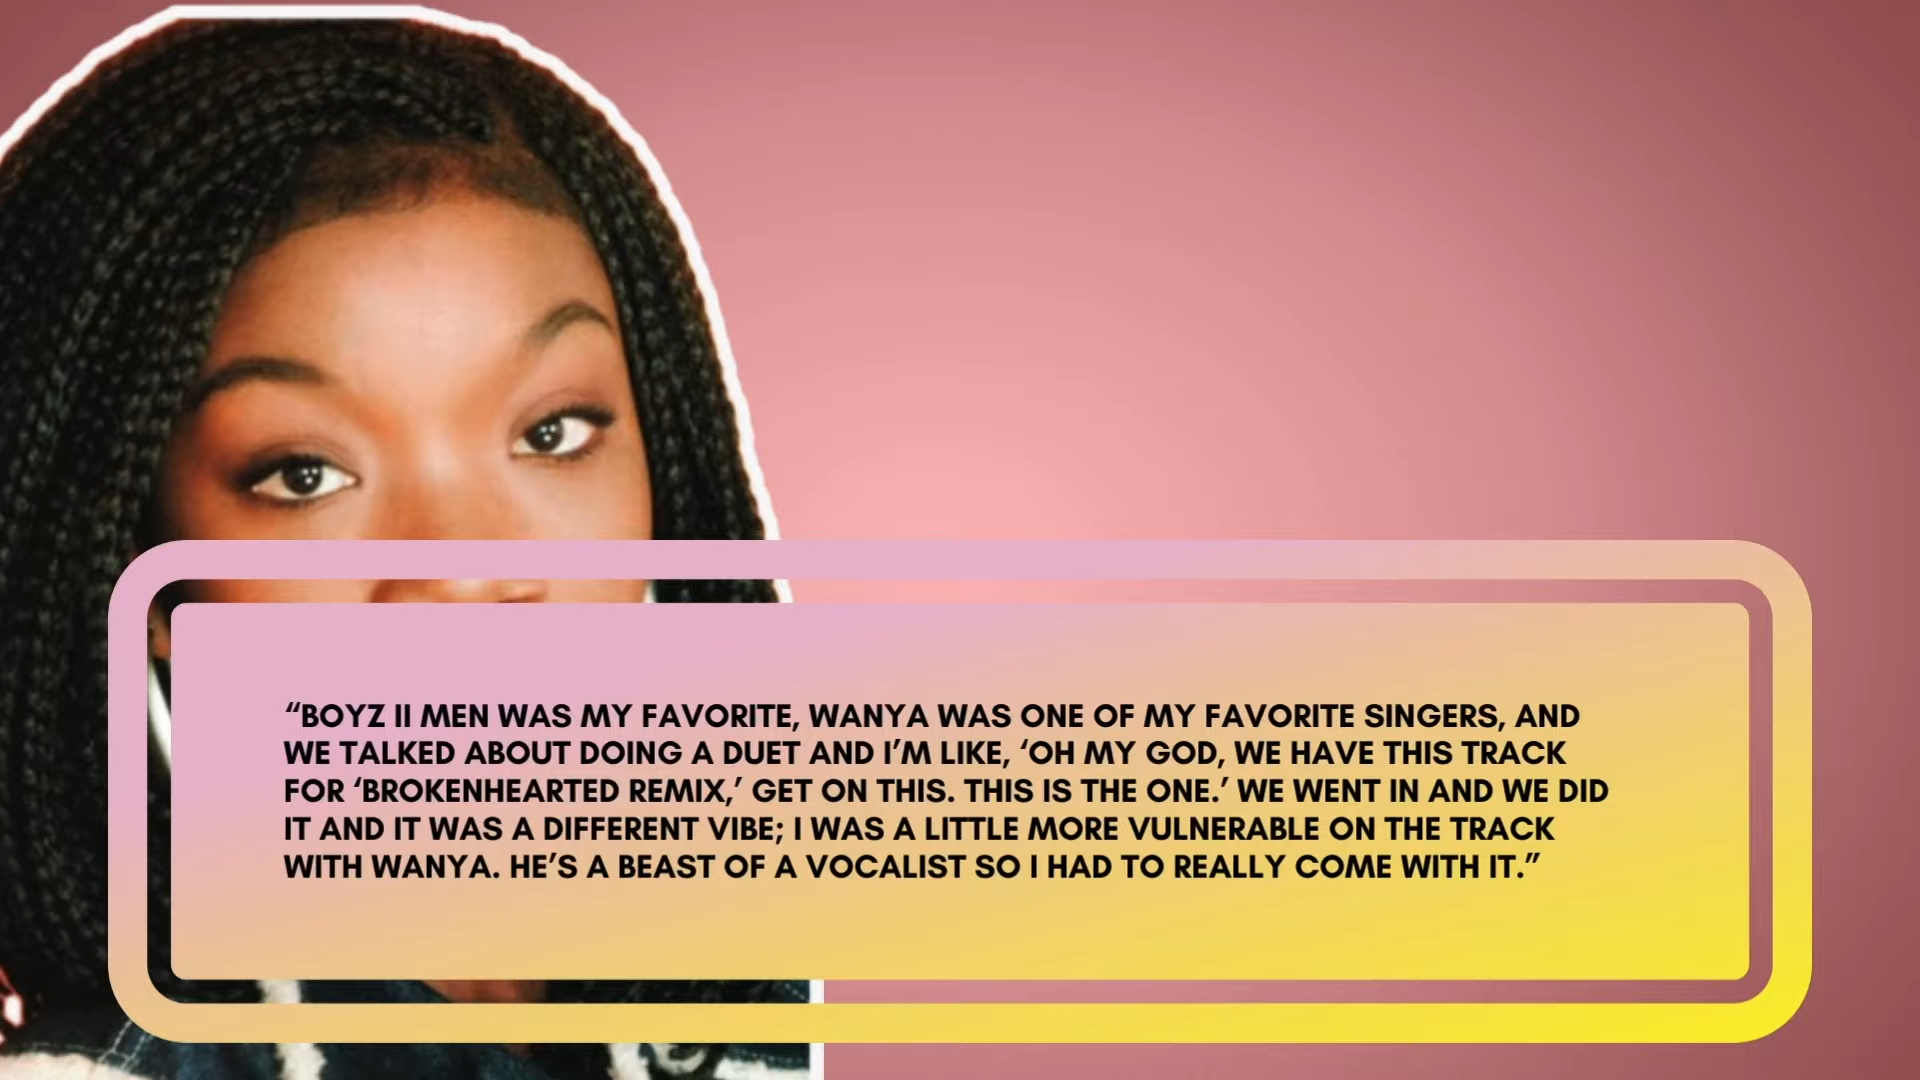 “BOYZ II MEN WAS MY FAVORITE, WANYA WAS ONE OF MY FAVORITE SINGERS, AND
WE TALKED ABOUT DOING A DUET AND I’M LIKE, ‘OH MY GOD, WE HAVE THIS TRACK
FOR ‘BROKENHEARTED REMIX,’ GET ON THIS. THIS IS THE ONE.’ WE WENT IN AND WE DID
IT AND IT WAS A DIFFERENT VIBE; I WAS A LITTLE MORE VULNERABLE ON THE TRACK
WITH WANYA. HE’S A BEAST OF A VOCALIST SO I HAD TO REALLY COME WITH IT.”